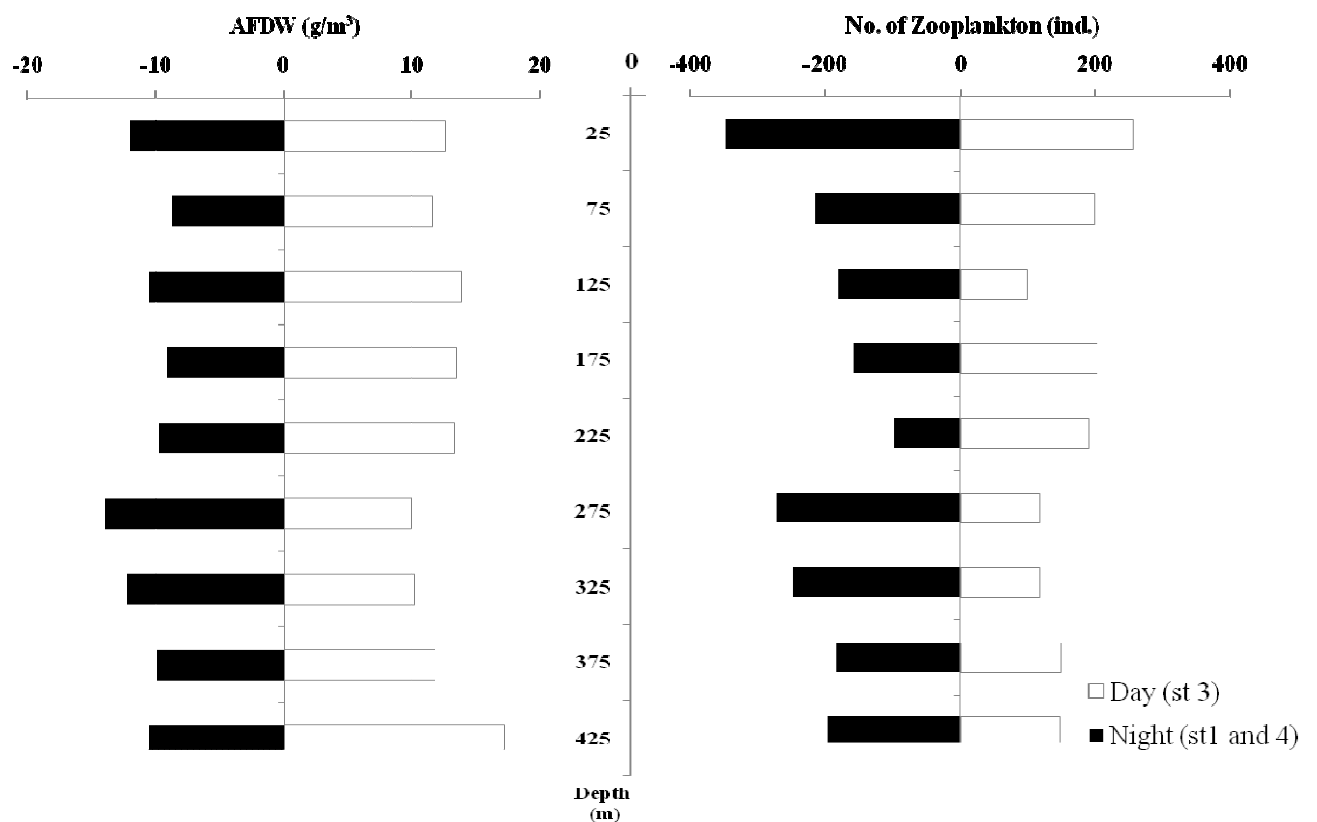 AFDW (g/m³)
-20 -10 0 10 20
No. of Zooplankton (ind.)
-400 -200 0 200 400
0
25
75
125
175
225
275
325
375
425
Depth
(m)
Day (st 3)
Night (st1 and 4)